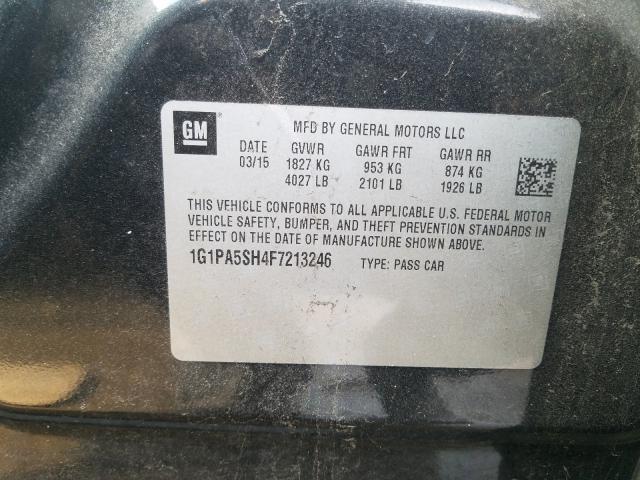 GM ®
MFD BY GENERAL MOTORS LLC
DATE GVWR GAWR FRT GAWR RR
03/15 1827 KG 953 KG 874 KG
4027 LB 2101 LB 1926 LB
THIS VEHICLE CONFORMS TO ALL APPLICABLE U.S. FEDERAL MOTOR
VEHICLE SAFETY, BUMPER, AND THEFT PREVENTION STANDARDS IN
EFFECT ON THE DATE OF MANUFACTURE SHOWN ABOVE.
1G1PA5SH4F7213246 TYPE: PASS CAR